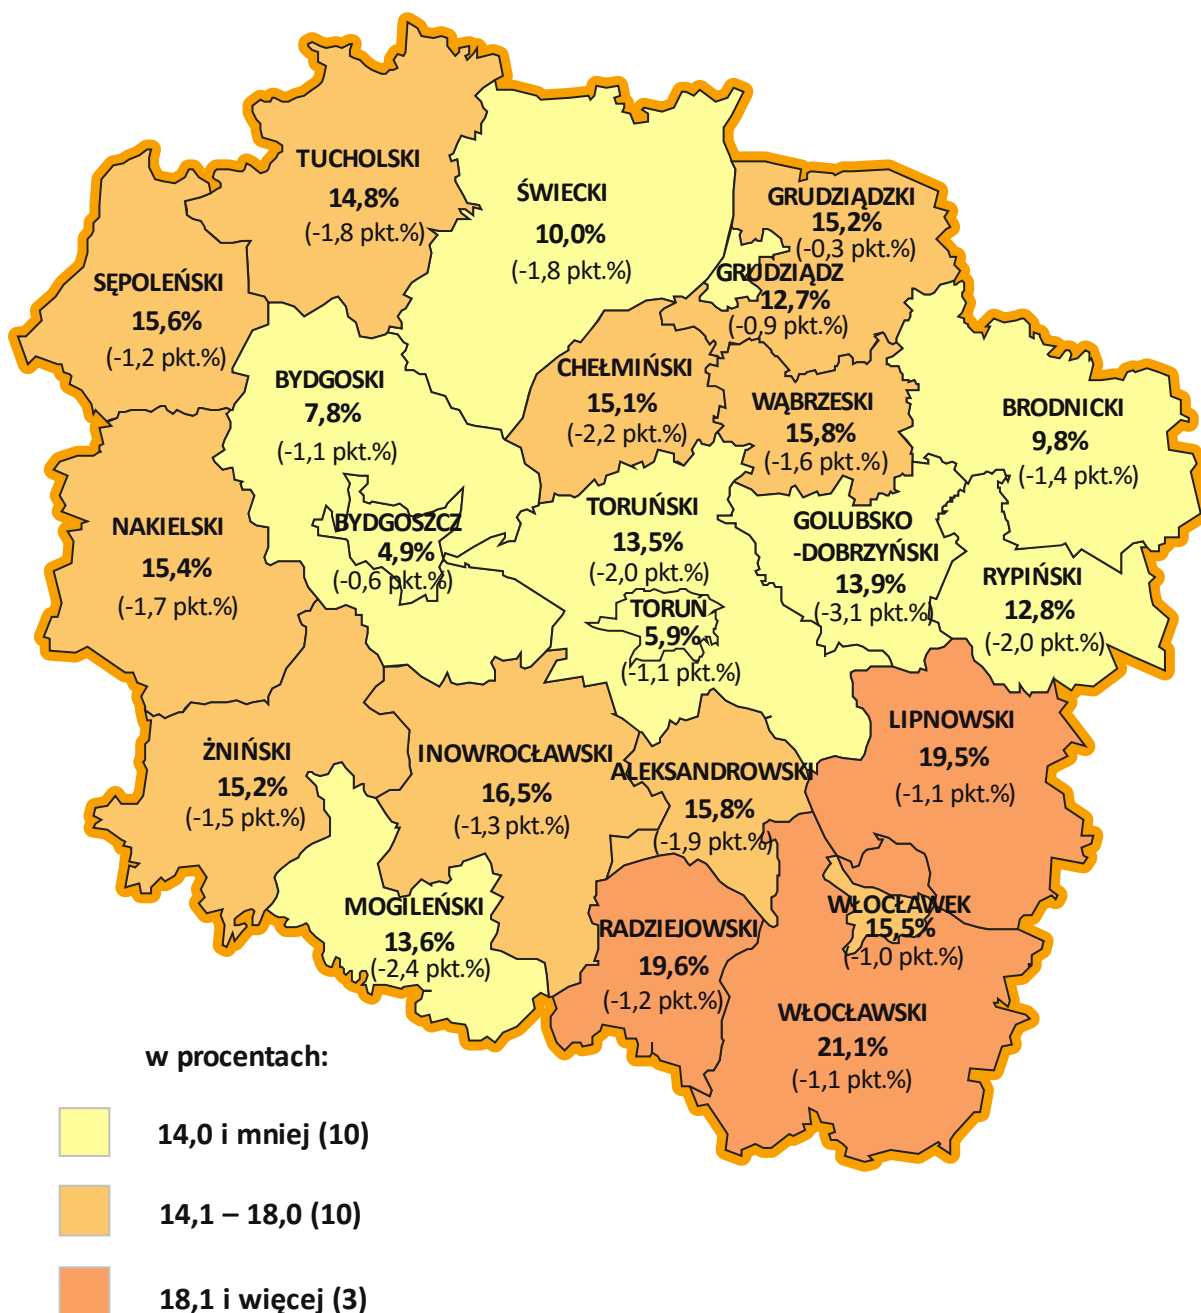 TUCHOLSKI
14,8%
(-1,8 pkt.%)
ŚWIECKI
10,0%
(-1,8 pkt.%)
GRUDZIĄDZKI
15,2%
(-0,3 pkt.%)
GRUDZIĄDZ
12,7%
(-0,9 pkt.%)
SĘPOLEŃSKI
15,6%
(-1,2 pkt.%)
BYDGOSKI
7,8%
(-1,1 pkt.%)
CHEŁMIŃSKI
15,1%
(-2,2 pkt.%)
WĄBRZESKI
15,8%
(-1,6 pkt.%)
BRODNICKI
9,8%
(-1,4 pkt.%)
NAKIELSKI
15,4%
(-1,7 pkt.%)
BYDGOSZCZ
4,9%
(-0,6 pkt.%)
TORUŃSKI
13,5%
(-2,0 pkt.%)
GOLUBSKO
-DOBRZYŃSKI
13,9%
(-3,1 pkt.%)
RYPIŃSKI
12,8%
(-2,0 pkt.%)
TORUŃ
5,9%
(-1,1 pkt.%)
ŻNIŃSKI
15,2%
(-1,5 pkt.%)
INOWROCŁAWSKI
16,5%
(-1,3 pkt.%)
ALEKSANDROWSKI
15,8%
(-1,9 pkt.%)
LIPNOWSKI
19,5%
(-1,1 pkt.%)
MOGILEŃSKI
13,6%
(-2,4 pkt.%)
RADZIEJOWSKI
19,6%
(-1,2 pkt.%)
WŁOCŁAWEK
15,5%
(-1,0 pkt.%)
WŁOCŁAWSKI
21,1%
(-1,1 pkt.%)
w procentach:
14,0 i mniej (10)
14,1 – 18,0 (10)
18,1 i więcej (3)